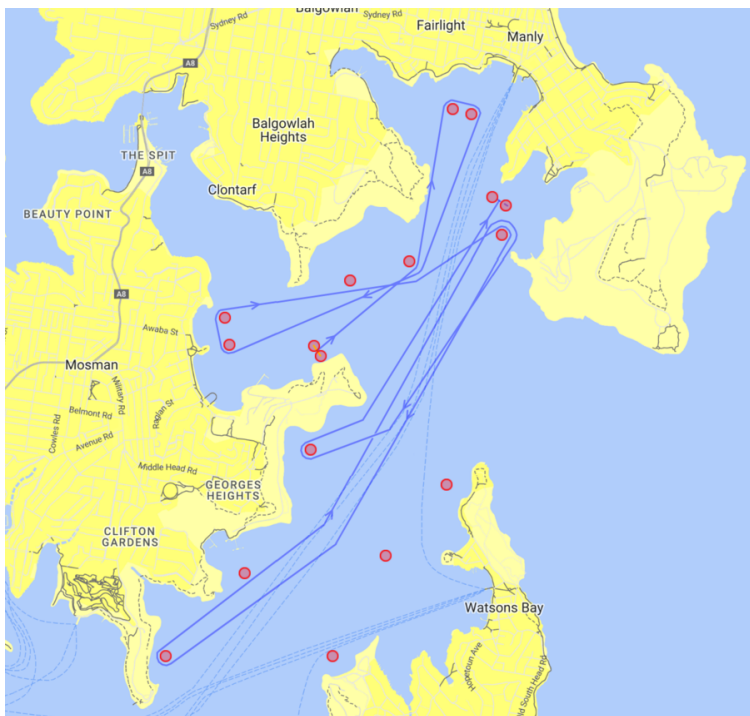 Balgowlah
Sydney Rd
Sydney Rd
Fairlight
Manly
A8
Balgowlah
Heights
THE SPIT
A8
Clontarf
BEAUTY POINT
A8
Awaba St
Mosman
Military Rd
Raglan St
Belmont Rd
Cowles Rd
Avenue Rd
Middle Head Rd
GEORGES
HEIGHTS
CLIFTON
GARDENS
Watsons Bay
Hopetoun Ave
Old South Head Rd